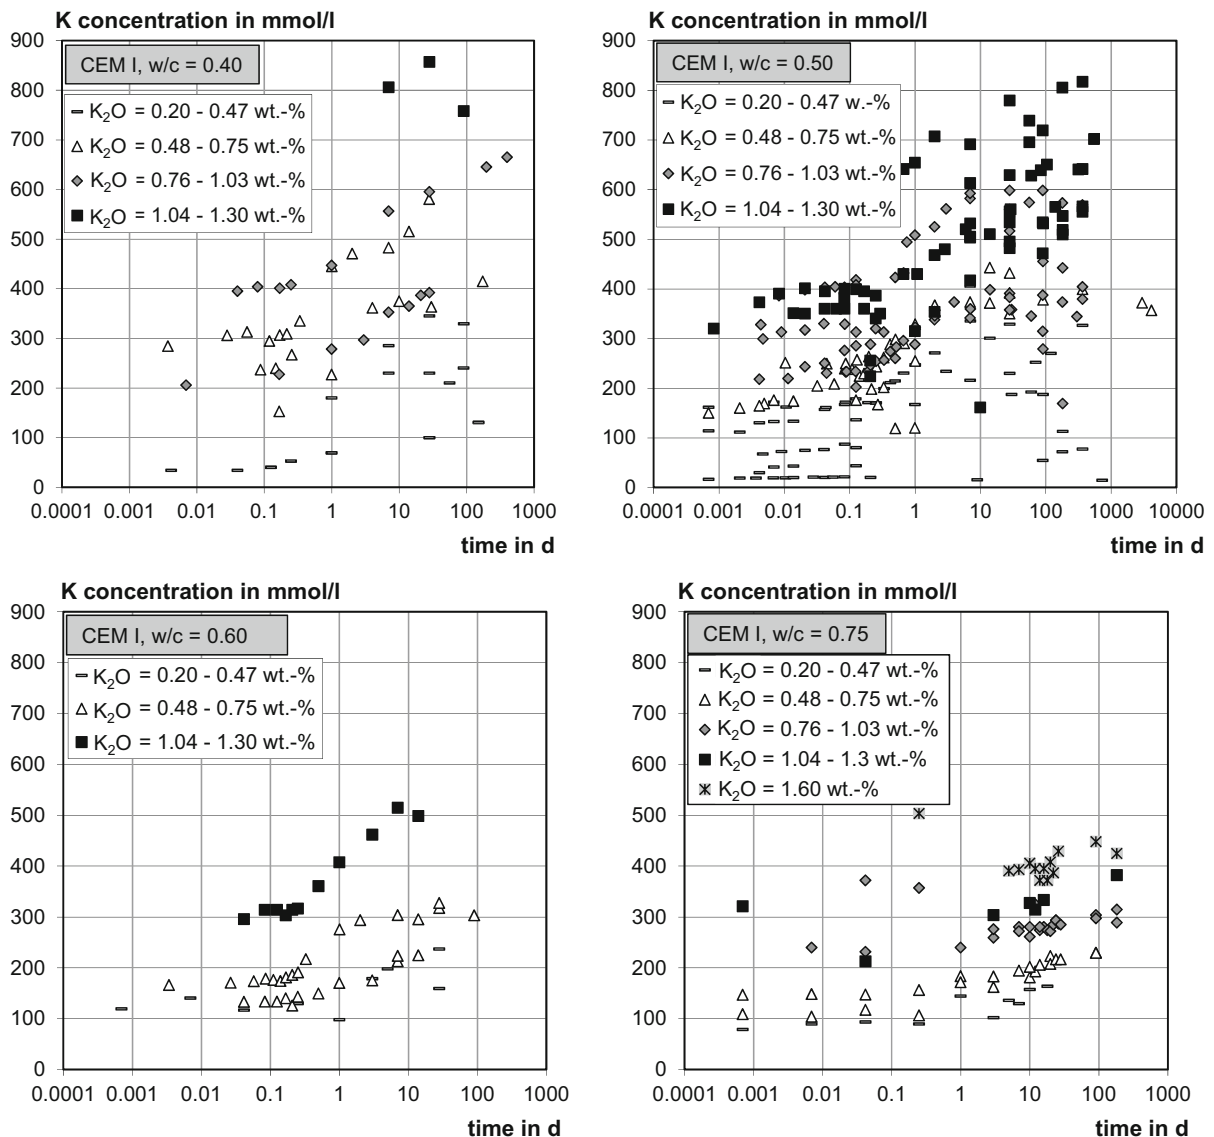 K concentration in mmol/l
900
800
700
600
500
400
300
200
100
0
CEM I, w/c = 0.40
K₂O = 0.20 - 0.47 wt.-%
K₂O = 0.48 - 0.75 wt.-%
K₂O = 0.76 - 1.03 wt.-%
K₂O = 1.04 - 1.30 wt.-%
0.0001 0.001 0.01 0.1 1 10 100 1000
time in d
K concentration in mmol/l
900
800
700
600
500
400
300
200
100
0
CEM I, w/c = 0.50
K₂O = 0.20 - 0.47 w.-%
K₂O = 0.48 - 0.75 wt.-%
K₂O = 0.76 - 1.03 wt.-%
K₂O = 1.04 - 1.30 wt.-%
0.0001 0.001 0.01 0.1 1 10 100 1000 10000
time in d
K concentration in mmol/l
900
800
700
600
500
400
300
200
100
0
CEM I, w/c = 0.60
K₂O = 0.20 - 0.47 wt.-%
K₂O = 0.48 - 0.75 wt.-%
K₂O = 1.04 - 1.30 wt.-%
0.0001 0.001 0.01 0.1 1 10 100 1000
time in d
K concentration in mmol/l
900
800
700
600
500
400
300
200
100
0
CEM I, w/c = 0.75
K₂O = 0.20 - 0.47 wt.-%
K₂O = 0.48 - 0.75 wt.-%
K₂O = 0.76 - 1.03 wt.-%
K₂O = 1.04 - 1.3 wt-%
K₂O = 1.60 wt.-%
0.0001 0.001 0.01 0.1 1 10 100 1000
time in d